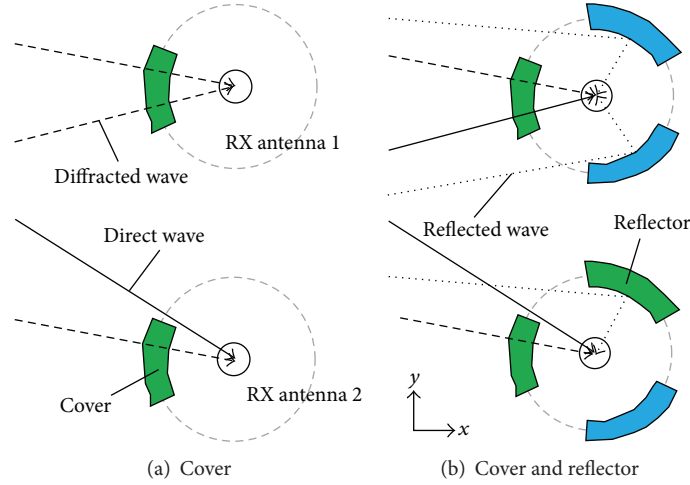 RX antenna 1
Diffracted wave
Reflected wave
Direct wave
Reflector
Cover
RX antenna 2
y
x
(a) Cover
(b) Cover and reflector